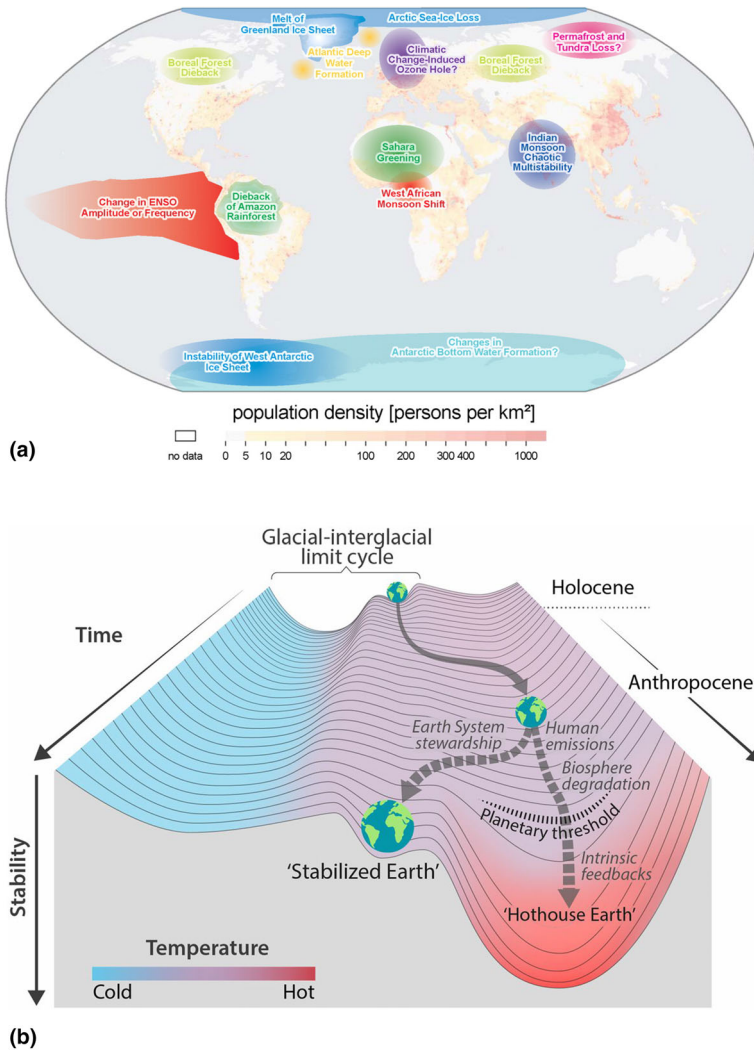 Melt of
Greenland Ice Sheet
Arctic Sea-Ice Loss
Atlantic Deep
Water
Formation
Climatic
Change-Induced
Ozone Hole?
Permafrost and
Tundra Loss?
Boreal Forest
Dieback
Boreal Forest
Dieback
Sahara
Greening
Indian
Monsoon
Chaotic
Multistability
West African
Monsoon Shift
Change in ENSO
Amplitude or Frequency
Dieback
of Amazon
Rainforest
Instability of West Antarctic
Ice Sheet
Changes in
Antarctic Bottom Water Formation?
population density [persons per km²]
no data
0 5 10 20 100 200 300 400 1000
(a)
Glacial-interglacial
limit cycle
Time
Holocene
Anthropocene
Earth System
stewardship
Human
emissions
Biosphere
degradation
Planetary threshold
Intrinsic
feedbacks
'Stabilized Earth'
'Hothouse Earth'
Stability
Temperature
Cold Hot
(b)